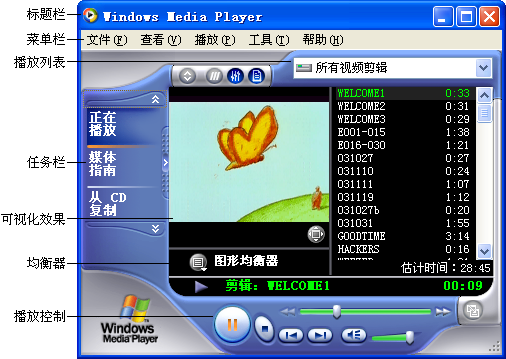 标题栏
Windows Media Player
菜单栏
文件(F) 查看(V) 播放(P) 工具(T) 帮助(H)
播放列表
所有视频剪辑
正在
播放
任务栏
媒体
指南
从 CD
复制
WELCOME1 0:33
WELCOME2 0:31
WELCOME3 0:29
E001-015 1:38
E016-030 1:21
031027 0:27
031110 0:24
031111 1:07
031119 1:12
031027b 0:20
031031 1:55
GOODTIME 3:14
HACKERS 0:16
可视化效果
均衡器
图形均衡器
估计时间：28:45
剪辑：WELCOME1 00:09
播放控制
Windows
Media Player